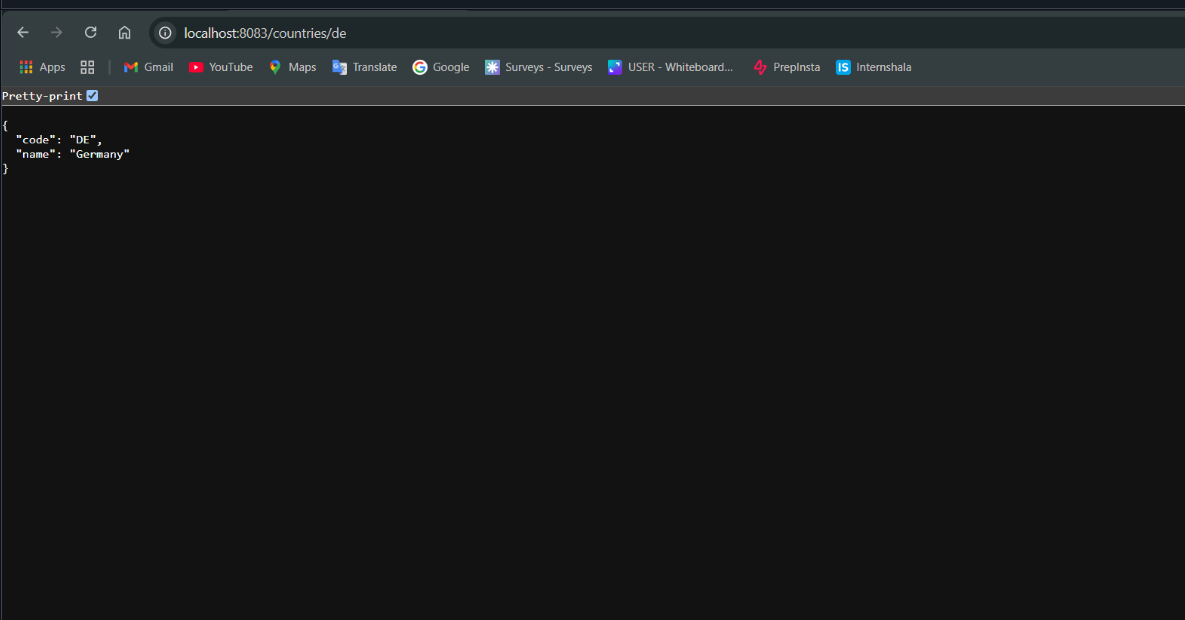 localhost:8083/countries/de
Apps Gmail YouTube Maps Translate Google Surveys - Surveys USER - Whiteboard... PrepInsta IS Internshala
Pretty-print
{
  "code": "DE",
  "name": "Germany"
}